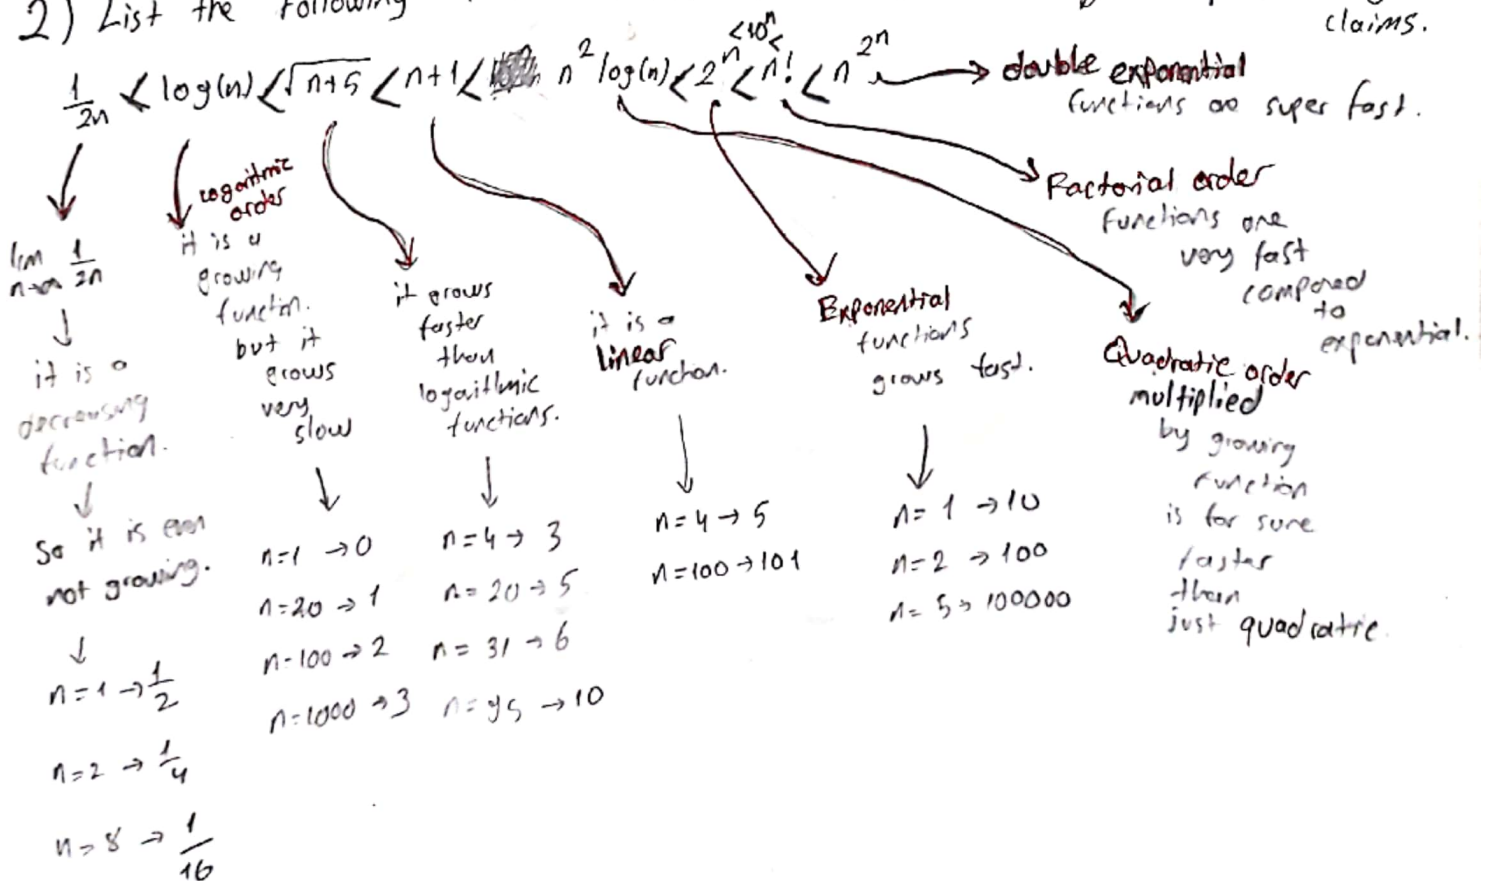 2) List the following
claims.
1/2n < log(n) < √n+5 < n+1 < n² log(n) < 2ⁿ <10ⁿ< n! < n^2ⁿ
double exponential
functions are super fast.
Logaritmic
order
Factorial order
functions are
very fast
compared
to
exponential.
lim n→∞ 1/2n
it is a
decreasing
function.
So it is even
not growing.
n=1 → 1/2
n=2 → 1/4
n=8 → 1/16
it is a
growing
function.
but it
grows
very
slow
n=1 → 0
n=20 → 1
n=100 → 2
n=1000 → 3
it grows
faster
than
logaithmic
functions.
n=4 → 3
n=20 → 5
n=31 → 6
n=95 → 10
it is a
linear
function.
n=4 → 5
n=100 → 101
Exponential
functions
grows fast.
n=1 → 10
n=2 → 100
n=5 → 100000
Quadratic order
multiplied
by growing
function
is for sure
faster
than
just quadratic.